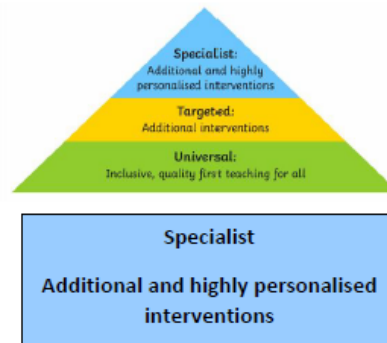 Specialist:
Additional and highly
personalised interventions
Targeted:
Additional interventions
Universal:
Inclusive, quality first teaching for all
Specialist
Additional and highly personalised
interventions